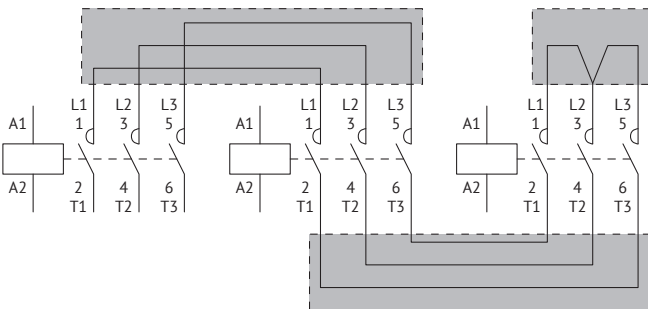 L1 L2 L3 L1 L2 L3 L1 L2 L3
A1 1 3 5 A1 1 3 5 A1 1 3 5
A2 2 4 6 A2 2 4 6 A2 2 4 6
T1 T2 T3 T1 T2 T3 T1 T2 T3